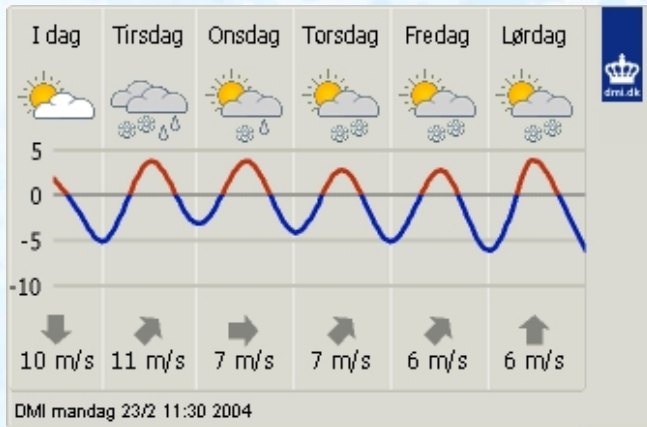 I dag Tirsdag Onsdag Torsdag Fredag Lørdag
dmi.dk
5
0
-5
-10
10 m/s 11 m/s 7 m/s 7 m/s 6 m/s 6 m/s
DMI mandag 23/2 11:30 2004